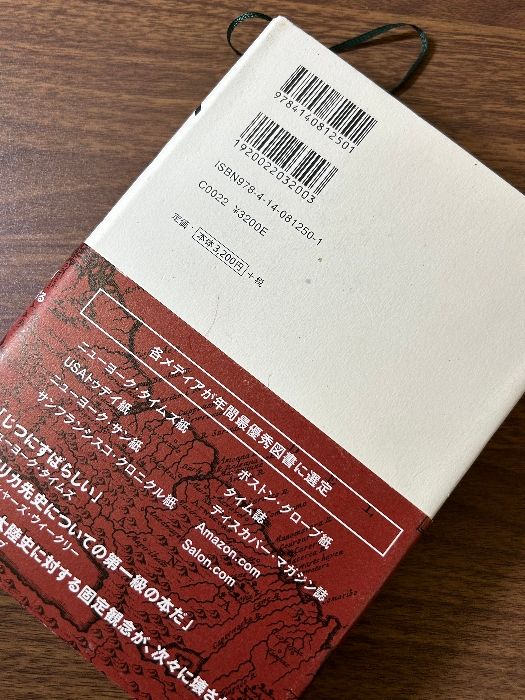 9784140812501
1920022032003
ISBN978-4-14-081250-1
C0022 ¥3200E
定価・本体3,200円+税
各メディアが年間最優秀図書に選定
ニューヨーク・タイムズ紙
USAトゥデイ紙
ニューヨーク・サン紙
サンフランシスコ・クロニクル紙
ボストン・グローブ紙
タイム誌
ディスカバー・マガジン誌
Amazon.com
Salon.com
「じつにすばらしい」
ニューヨーク・タイムズ
リカ先史についての第一級の本だ」
ーヤーズ・ウイークリー
大陸史に対する固定観念が、次々に壊さ
る